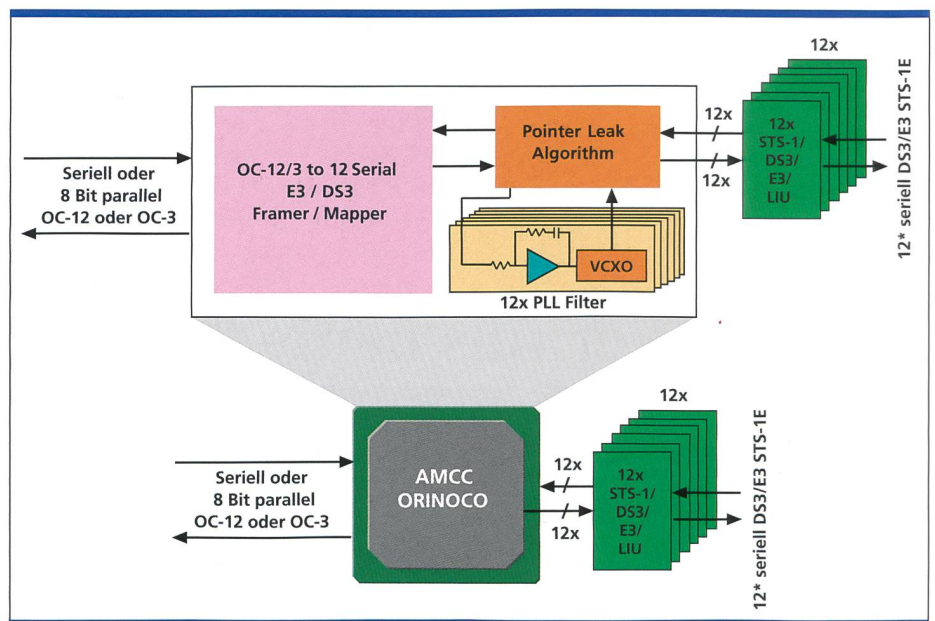 12x
12* seriell DS3/E3 STS-1E
12x
12x
12x
STS-1/
DS3/
E3/
LIU
Pointer Leak
Algorithm
OC-12/3 to 12 Serial
E3 / DS3
Framer / Mapper
Seriell oder
8 Bit parallel
OC-12 oder OC-3
VCXO
12x PLL Filter
12x
12* seriell DS3/E3 STS-1E
12x
12x
12x
STS-1/
DS3/
E3/
LIU
AMCC
ORINOCO
Seriell oder
8 Bit parallel
OC-12 oder OC-3